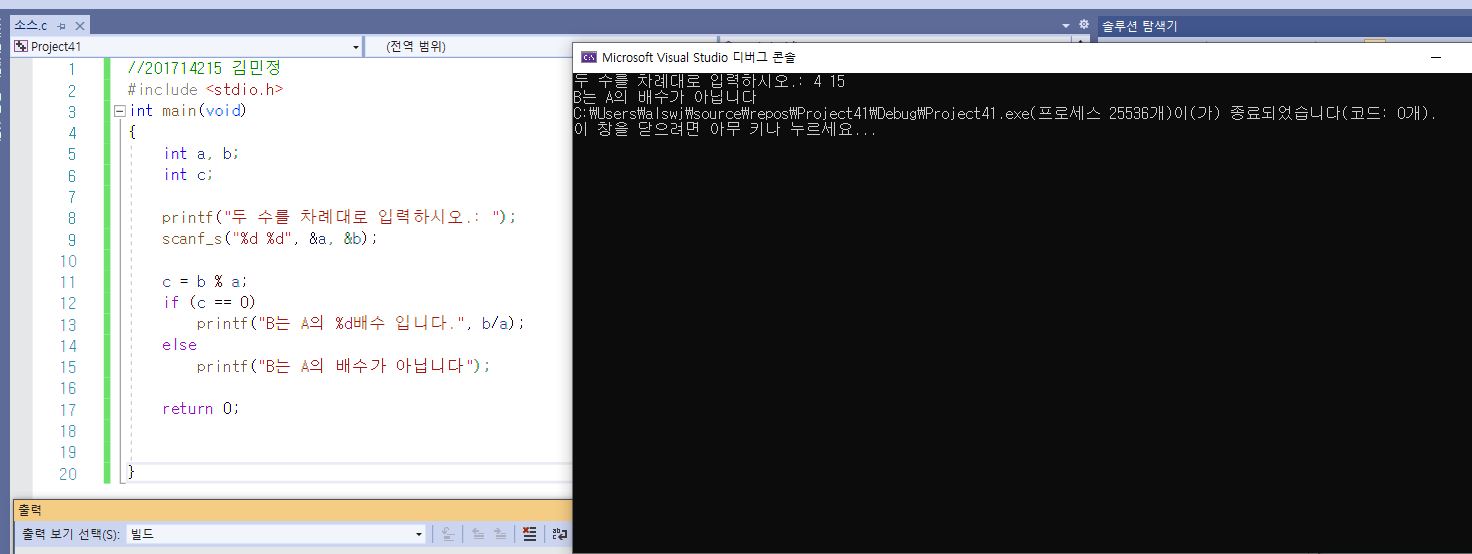 소스.c
솔루션 탐색기
Project41
(전역 범위)
1 //201714215 김민정
2 #include <stdio.h>
3 int main(void)
4 {
5 int a, b;
6 int c;
7
8 printf("두 수를 차례대로 입력하시오.: ");
9 scanf_s("%d %d", &a, &b);
10
11 c = b % a;
12 if (c == 0)
13 printf("B는 A의 %d배수 입니다.", b/a);
14 else
15 printf("B는 A의 배수가 아닙니다");
16
17 return 0;
18
19
20 }
Microsoft Visual Studio 디버그 콘솔
두 수를 차례대로 입력하시오.: 4 15
B는 A의 배수가 아닙니다
C:\Users\alswj\source\repos\Project41\Debug\Project41.exe(프로세스 25536개)이(가) 종료되었습니다(코드: 0개).
이 창을 닫으려면 아무 키나 누르세요...
출력
출력 보기 선택(S): 빌드